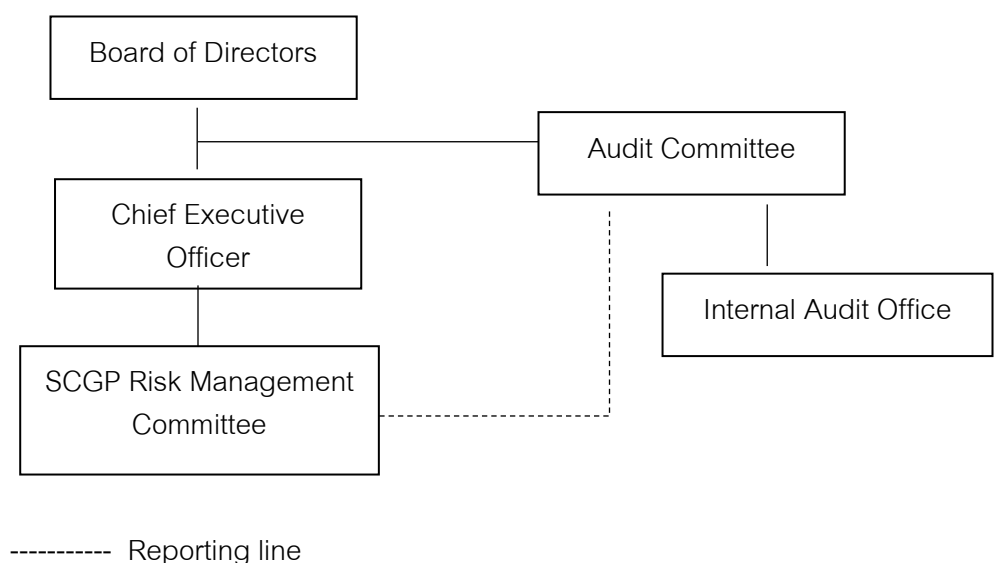 Board of Directors
Audit Committee
Chief Executive
Officer
Internal Audit Office
SCGP Risk Management
Committee
Reporting line